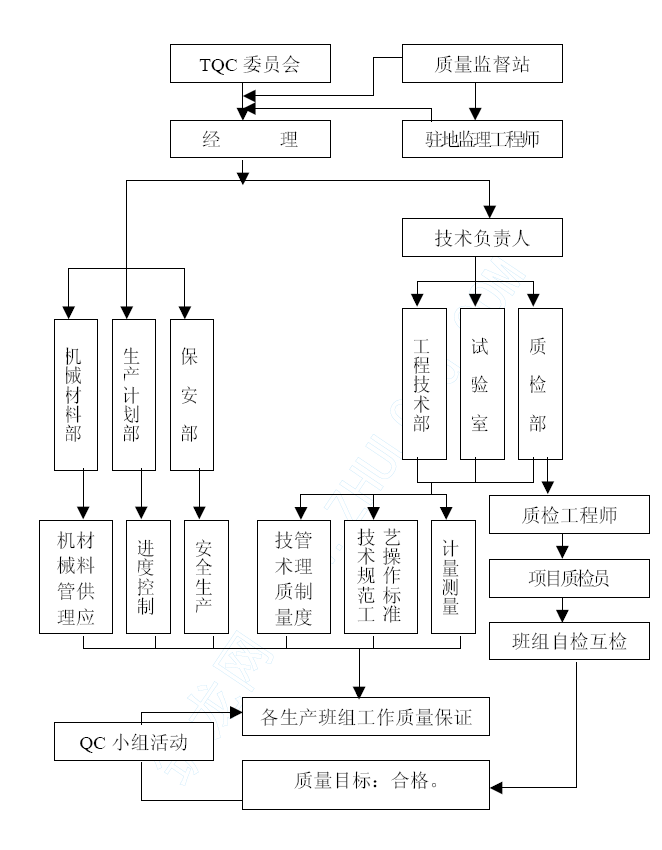 TQC 委员会
质量监督站
经 理
驻地监理工程师
技术负责人
机械材料部
生产计划部
保安部
工程技术部
试验室
质检部
质检工程师
机械管理
材料供应
进度控制
安全生产
技术质量
管理制度
技术规范工
艺操作标准
计量测量
项目质检员
班组自检互检
各生产班组工作质量保证
QC 小组活动
质量目标：合格。